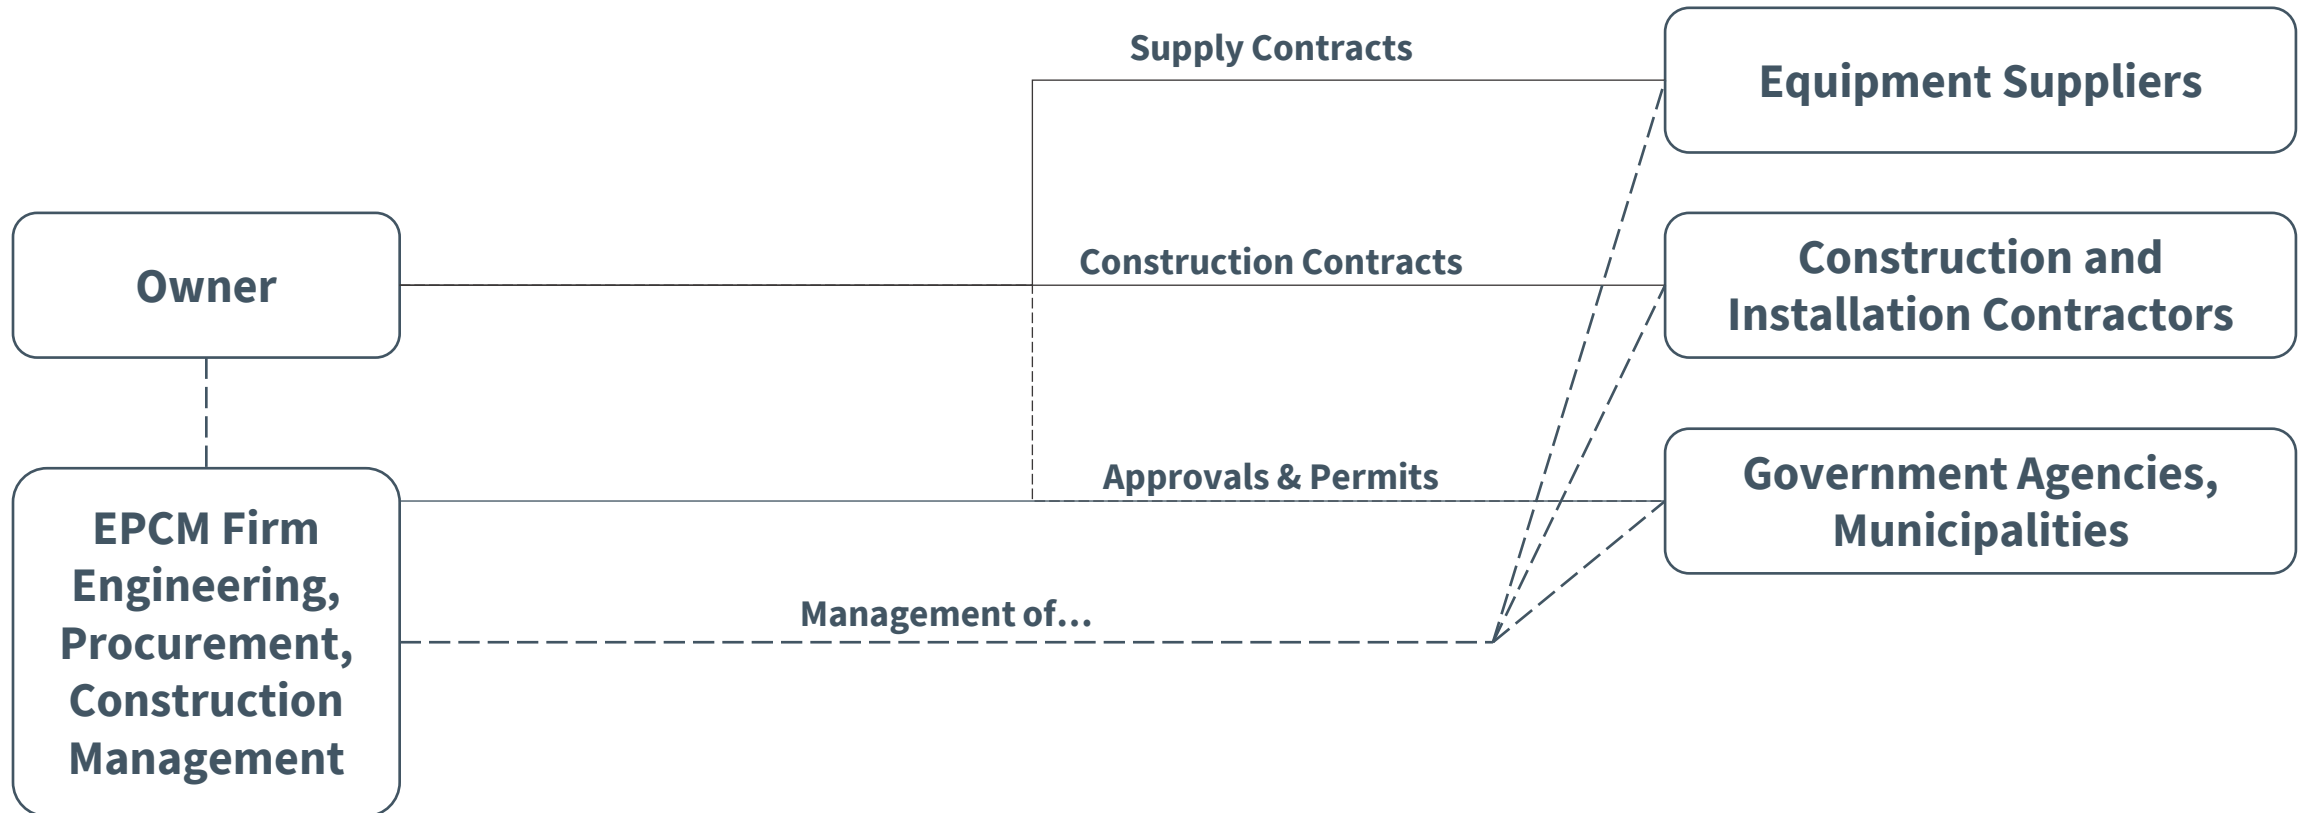 Supply Contracts
Equipment Suppliers
Owner
Construction Contracts
Construction and
Installation Contractors
Approvals & Permits
Government Agencies,
Municipalities
EPCM Firm
Engineering,
Procurement,
Construction
Management
Management of...